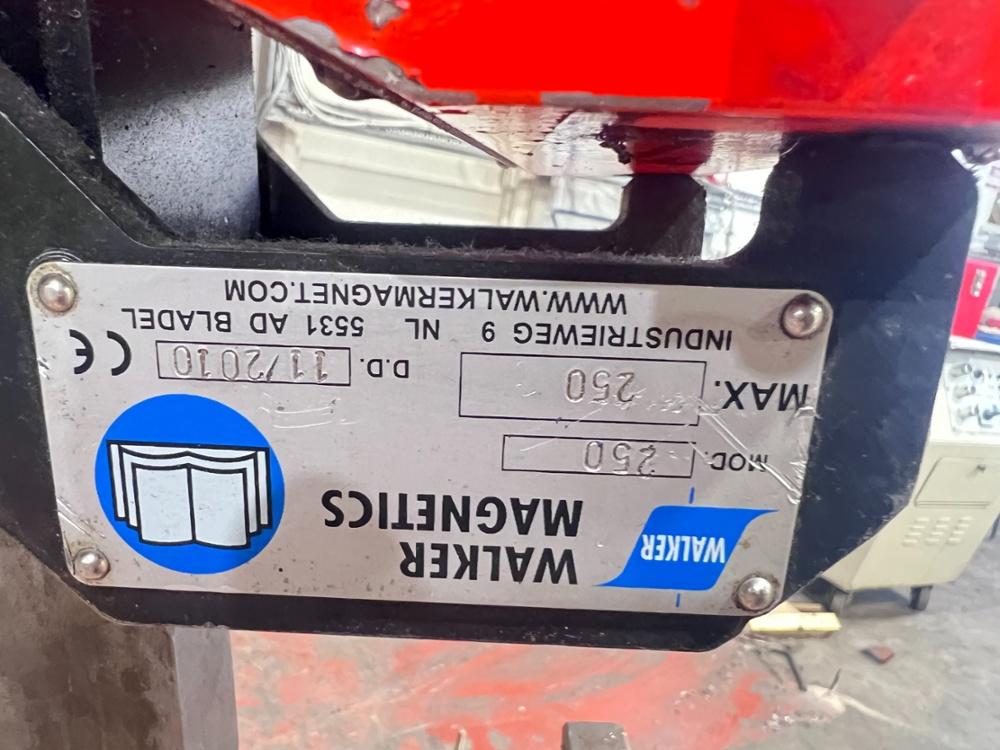 WALKER
WALKER
MAGNETICS
MOD. 250
MAX. 250
D.D. 11/2010
CE
INDUSTRIEWEG 9 NL 5531 AD BLADEL
WWW.WALKERMAGNET.COM